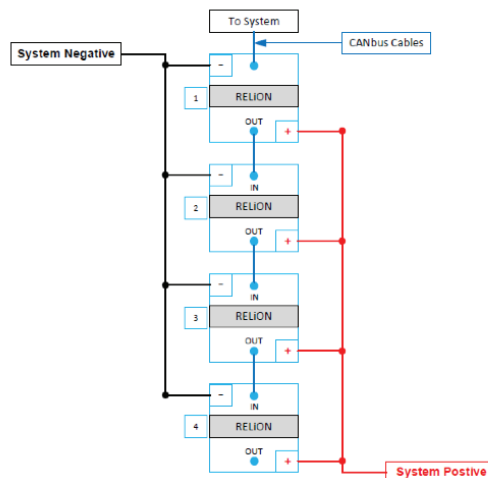 To System
CANbus Cables
System Negative
-
1
RELiON
OUT
+
-
IN
2
RELiON
OUT
+
-
IN
3
RELiON
OUT
+
-
IN
4
RELiON
OUT
+
System Postive